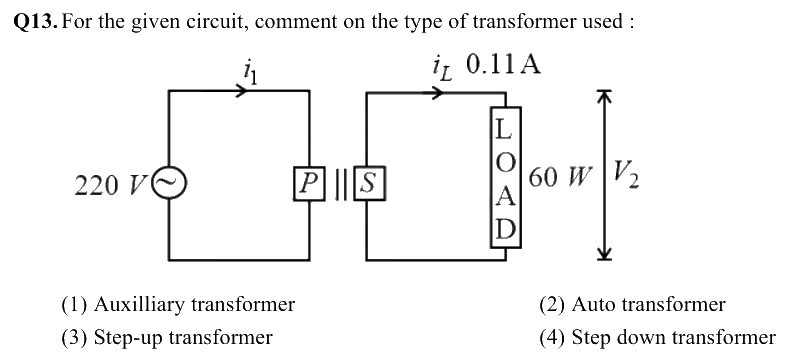 Q13. For the given circuit, comment on the type of transformer used :
i₁
i_L 0.11 A
220 V
P
S
L
O
A
D
60 W
V₂
(1) Auxilliary transformer
(2) Auto transformer
(3) Step-up transformer
(4) Step down transformer